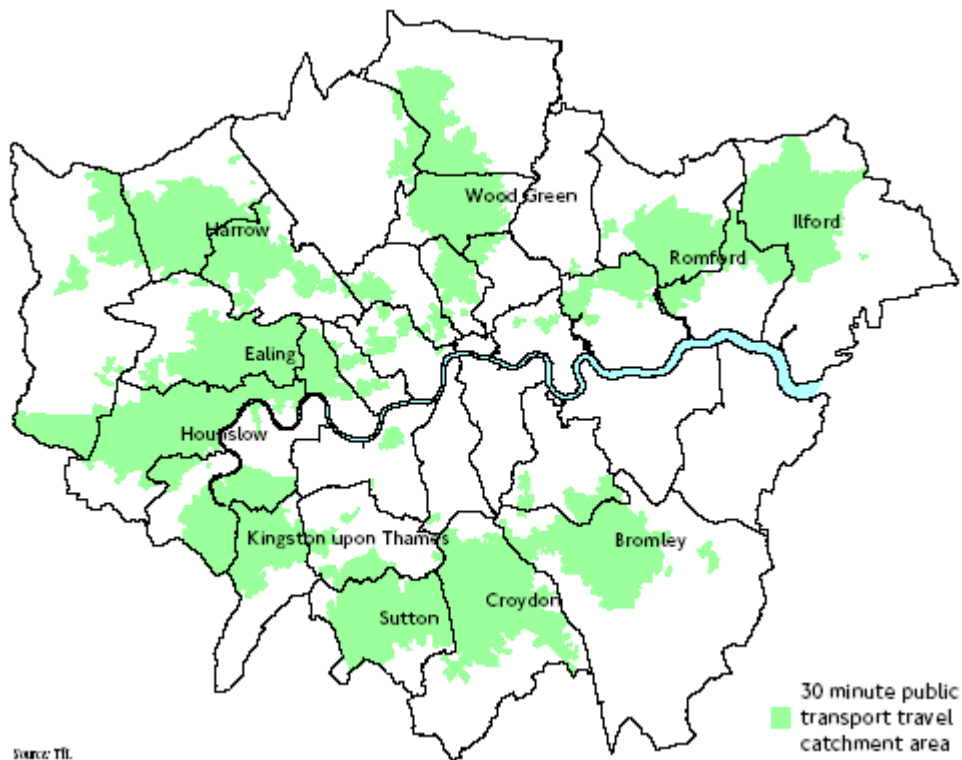 Wood Green
Harrow
Ilford
Romford
Ealing
Hounslow
Kingston upon Thames
Bromley
Croydon
Sutton
30 minute public
transport travel
catchment area
Source: TfL